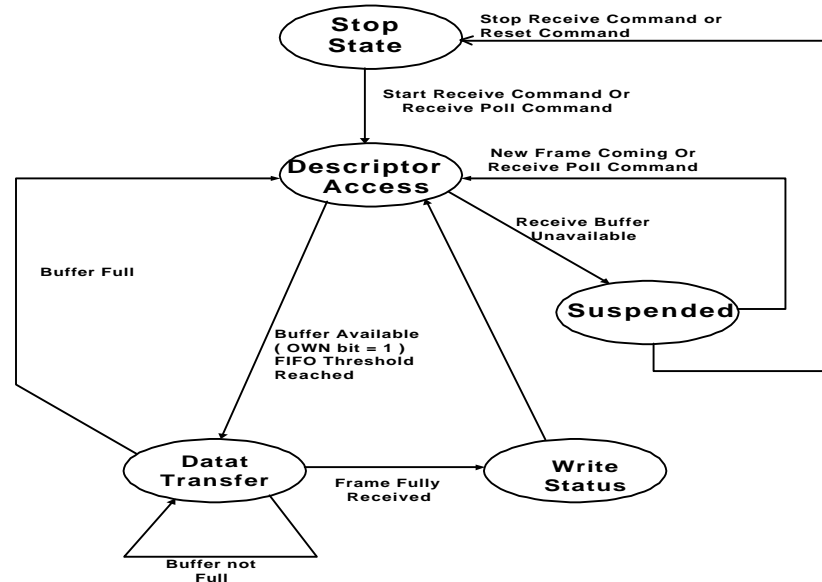 Stop
State
Stop Receive Command or
Reset Command
Start Receive Command Or
Receive Poll Command
Descriptor
Access
New Frame Coming Or
Receive Poll Command
Receive Buffer
Unavailable
Buffer Full
Suspended
Buffer Available
( OWN bit = 1 )
FIFO Threshold
Reached
Datat
Transfer
Frame Fully
Received
Write
Status
Buffer not
Full